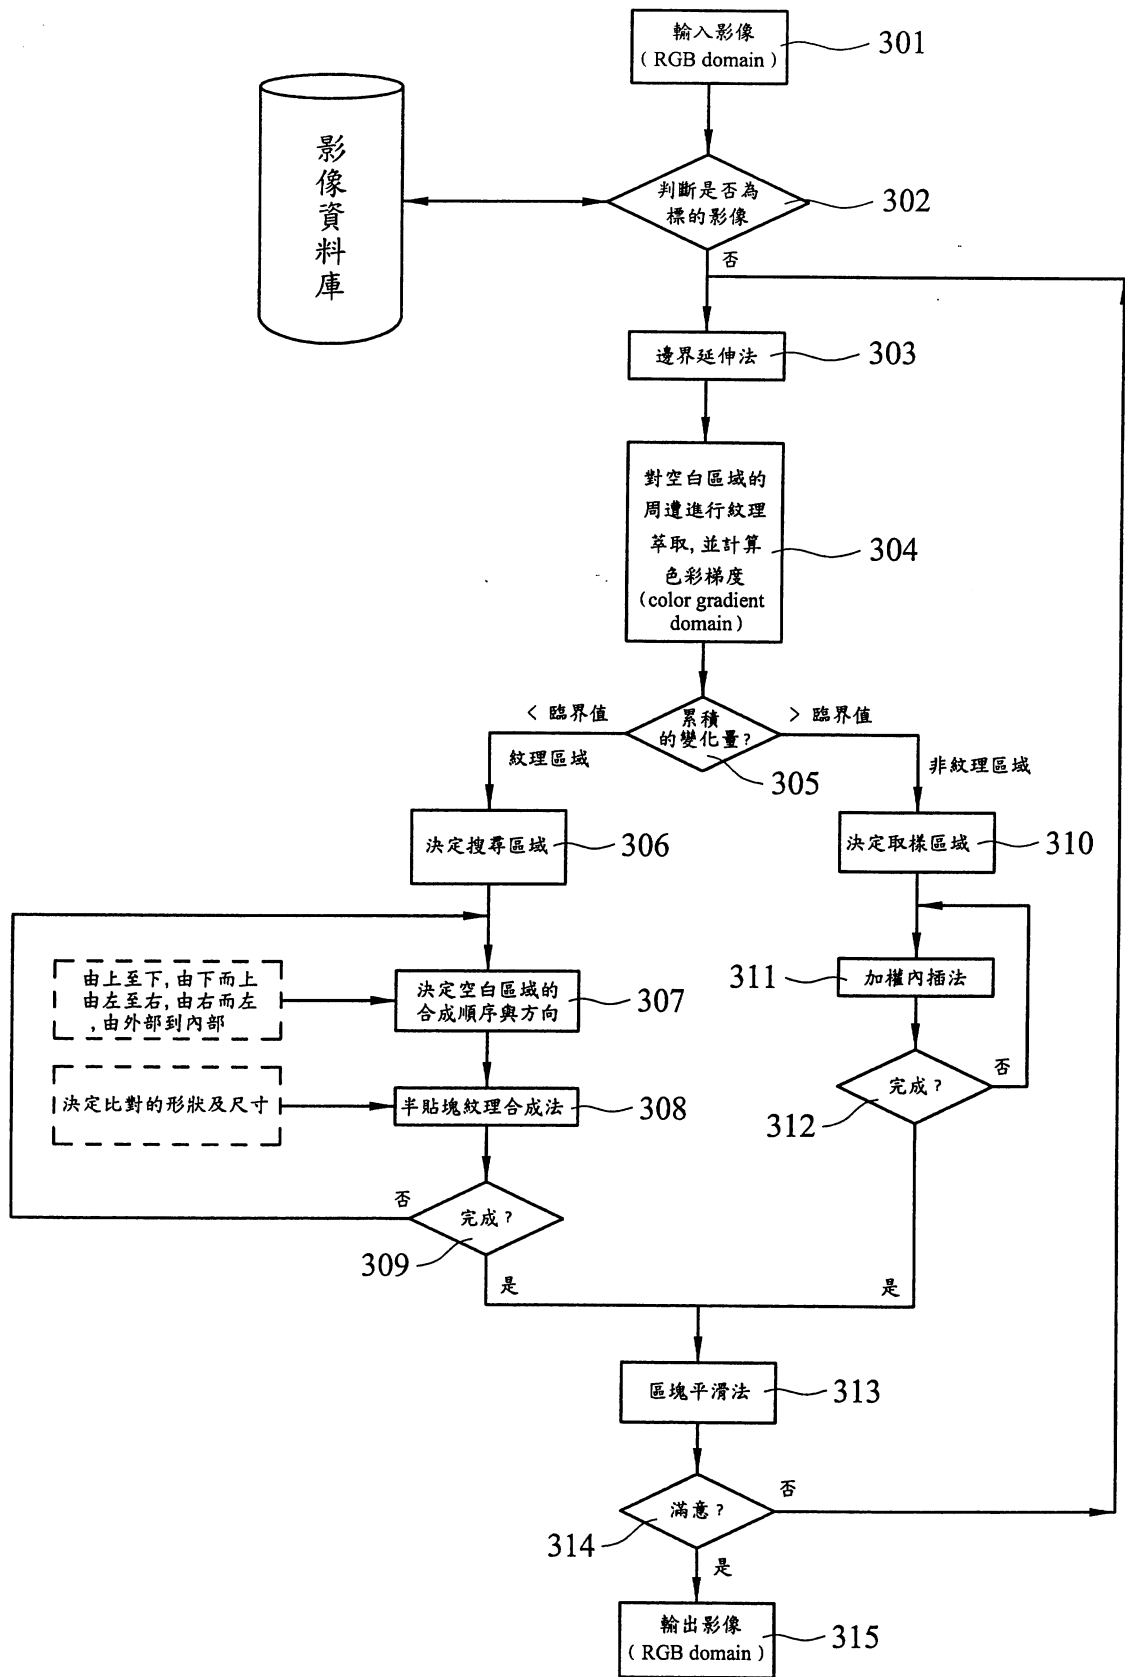 輸入影像
( RGB domain )
301
影像資料庫
判斷是否為
標的影像
302
否
邊界延伸法
303
對空白區域的
周遭進行紋理
萃取, 並計算
色彩梯度
(color gradient
domain)
304
< 臨界值
累積
的變化量?
> 臨界值
紋理區域
305
非紋理區域
決定搜尋區域
306
決定取樣區域
310
由上至下, 由下而上
由左至右, 由右而左
, 由外部到內部
決定空白區域的
合成順序與方向
307
311
加權內插法
決定比對的形狀及尺寸
半貼塊紋理合成法
308
完成?
否
312
否
完成?
309
是
是
區塊平滑法
313
滿意?
否
314
是
輸出影像
( RGB domain )
315